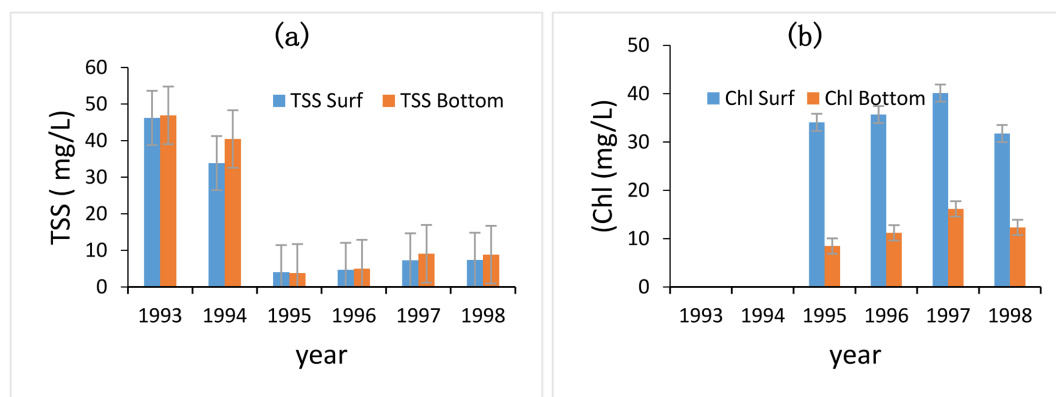 (a)
TSS ( mg/L)
60
50
40
30
20
10
0
TSS Surf
TSS Bottom
1993 1994 1995 1996 1997 1998
year
(b)
(Chl (mg/L)
50
40
30
20
10
0
Chl Surf
Chl Bottom
1993 1994 1995 1996 1997 1998
year